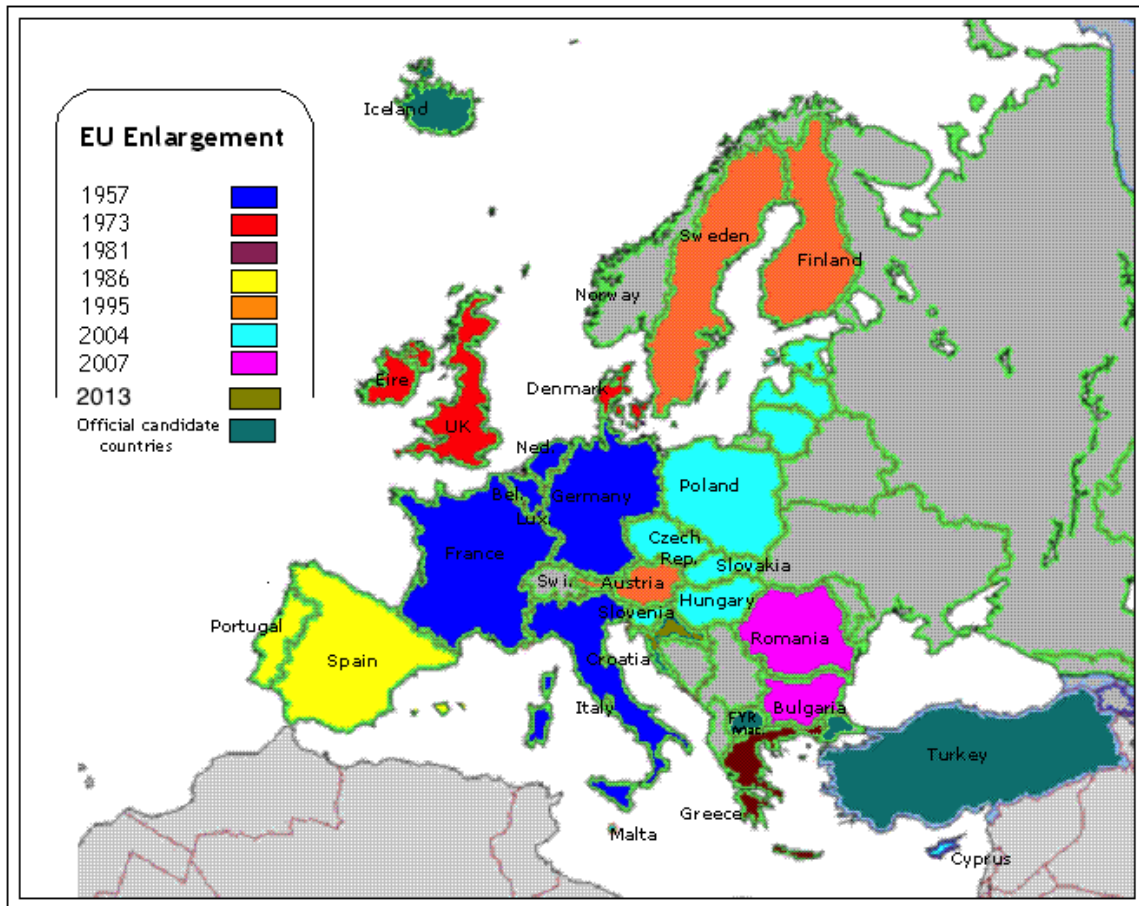 EU Enlargement
1957
1973
1981
1986
1995
2004
2007
2013
Official candidate
countries
Iceland
Sweden
Finland
Norway
Eire
Denmark
UK
Ned.
Bel.
Germany
Poland
Lux
France
Czech
Rep.
Slovakia
Swi.
Austria
Hungary
Slovenia
Portugal
Romania
Spain
Croatia
Italy
Bulgaria
FYR
Mac.
Turkey
Greece
Malta
Cyprus